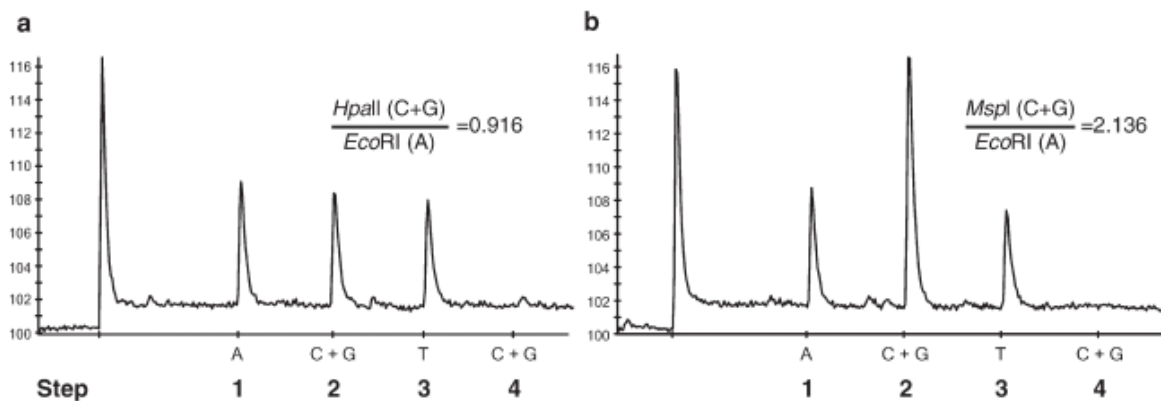 a
116
114
112
110
108
106
104
102
100
HpaII (C+G)
EcoRI (A)
=0.916
A C + G T C + G
Step 1 2 3 4
b
116
114
112
110
108
106
104
102
100
MspI (C+G)
EcoRI (A)
=2.136
A C + G T C + G
1 2 3 4